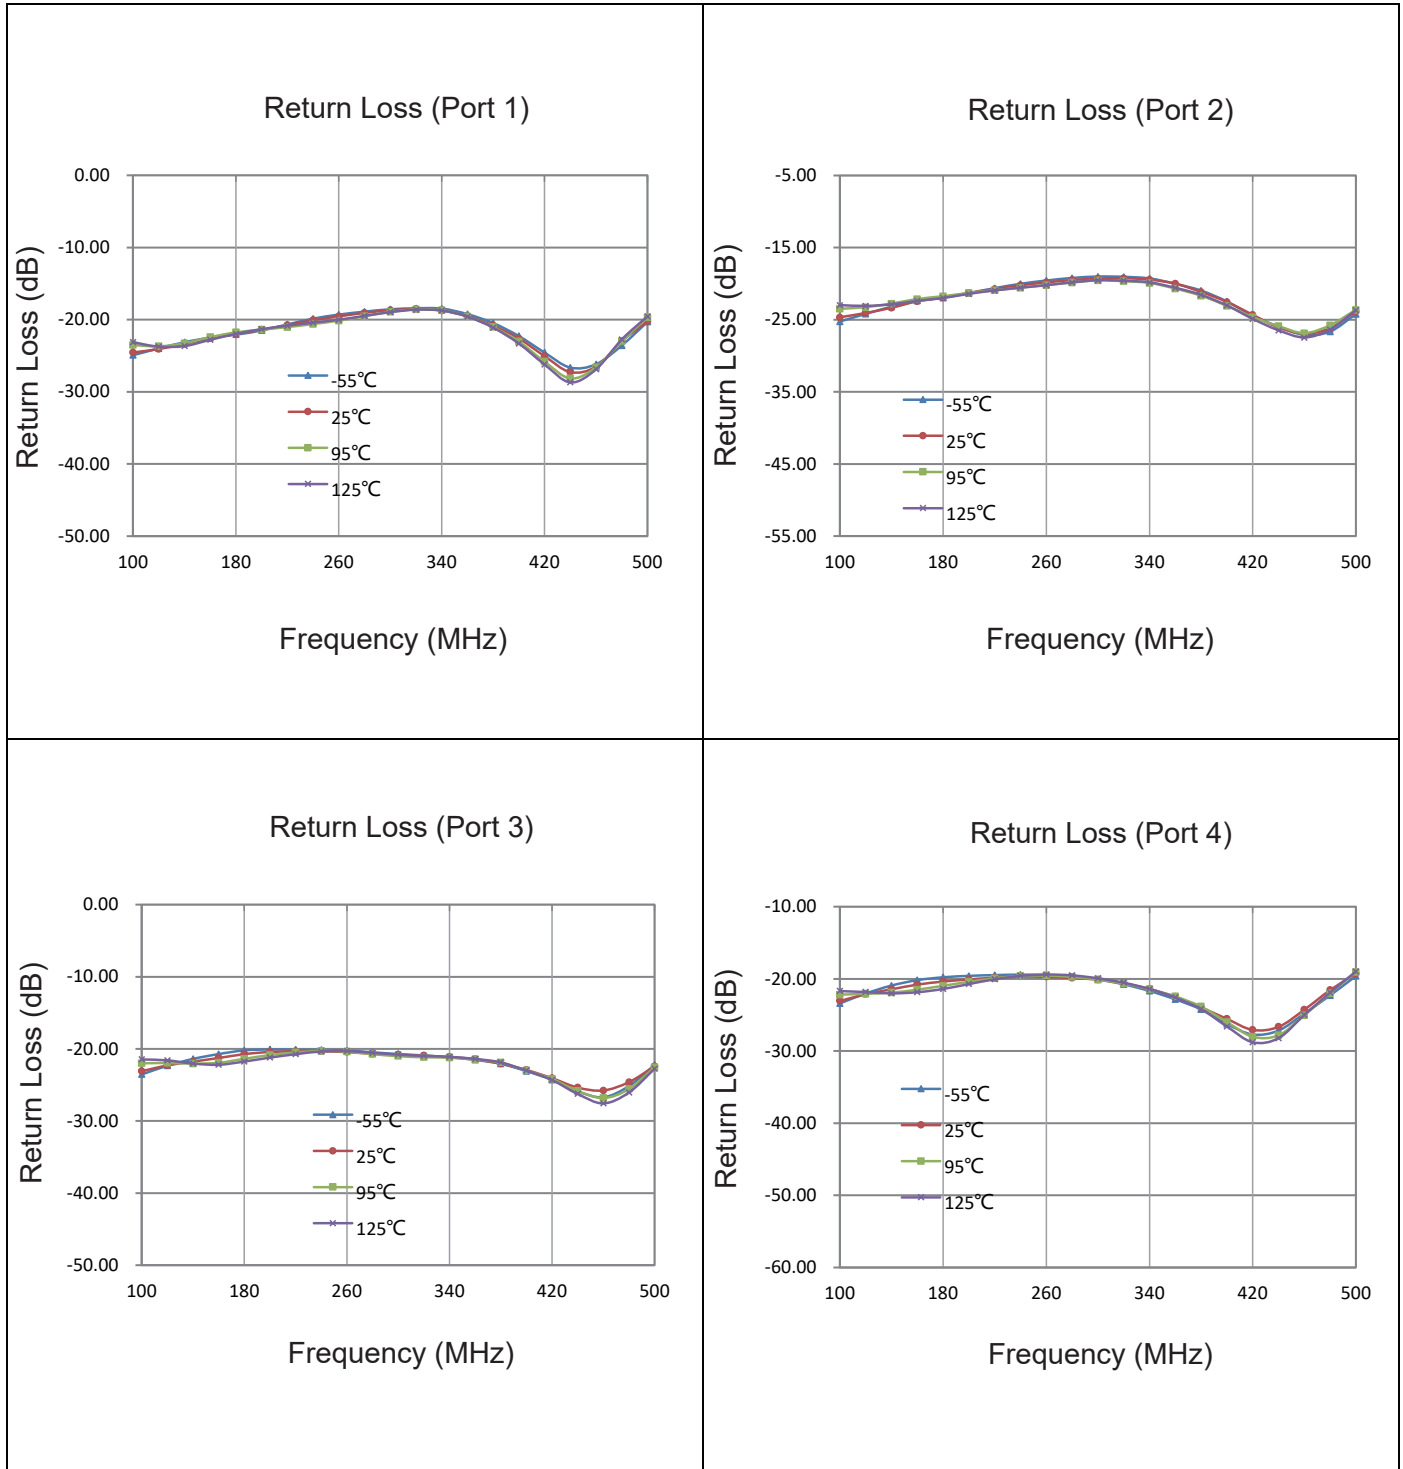 Return Loss (Port 1)
Return Loss (dB)
0.00
-10.00
-20.00
-30.00
-40.00
-50.00
-55℃
25℃
95℃
125℃
100 180 260 340 420 500
Frequency (MHz)
Return Loss (Port 2)
Return Loss (dB)
-5.00
-15.00
-25.00
-35.00
-45.00
-55.00
-55℃
25℃
95℃
125℃
100 180 260 340 420 500
Frequency (MHz)
Return Loss (Port 3)
Return Loss (dB)
0.00
-10.00
-20.00
-30.00
-40.00
-50.00
-55℃
25℃
95℃
125℃
100 180 260 340 420 500
Frequency (MHz)
Return Loss (Port 4)
Return Loss (dB)
-10.00
-20.00
-30.00
-40.00
-50.00
-60.00
-55℃
25℃
95℃
125℃
100 180 260 340 420 500
Frequency (MHz)